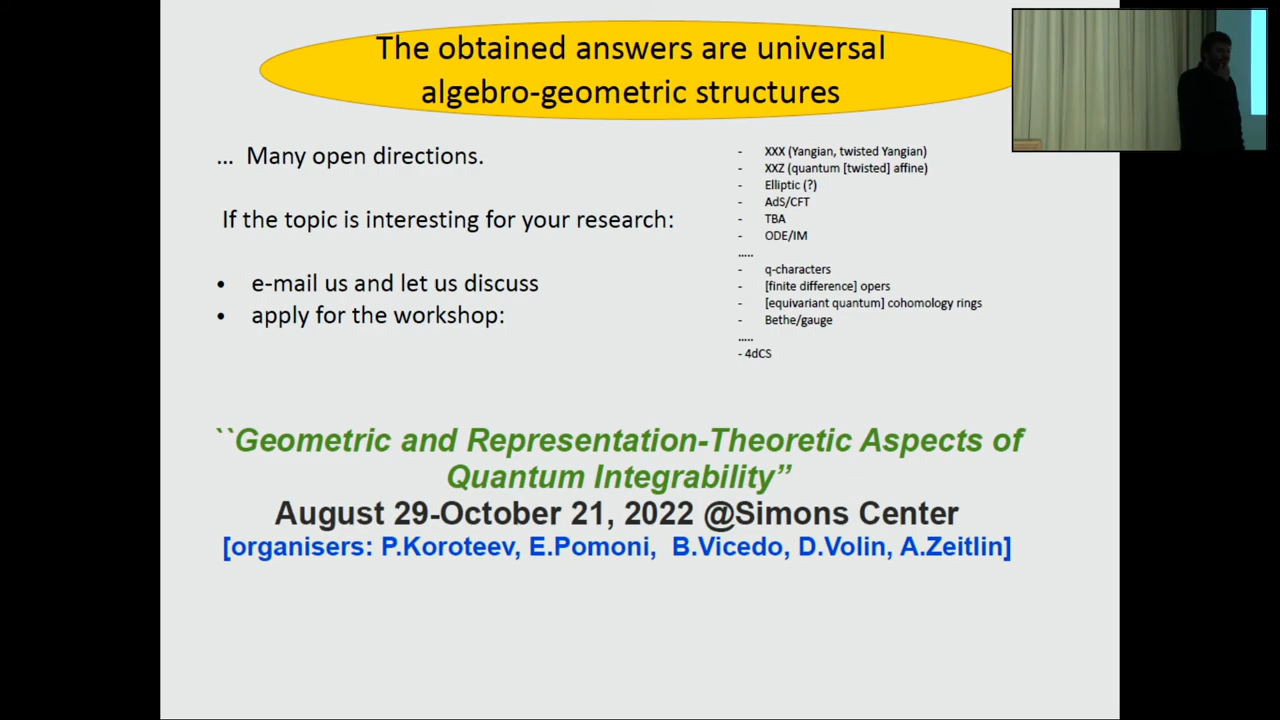 The obtained answers are universal
algebro-geometric structures
... Many open directions.
If the topic is interesting for your research:
• e-mail us and let us discuss
• apply for the workshop:
- XXX (Yangian, twisted Yangian)
- XXZ (quantum [twisted] affine)
- Elliptic (?)
- AdS/CFT
- TBA
- ODE/IM
.....
- q-characters
- [finite difference] opers
- [equivariant quantum] cohomology rings
- Bethe/gauge
.....
- 4dCS
``Geometric and Representation-Theoretic Aspects of
Quantum Integrability”
August 29-October 21, 2022 @Simons Center
[organisers: P.Koroteev, E.Pomoni, B.Vicedo, D.Volin, A.Zeitlin]